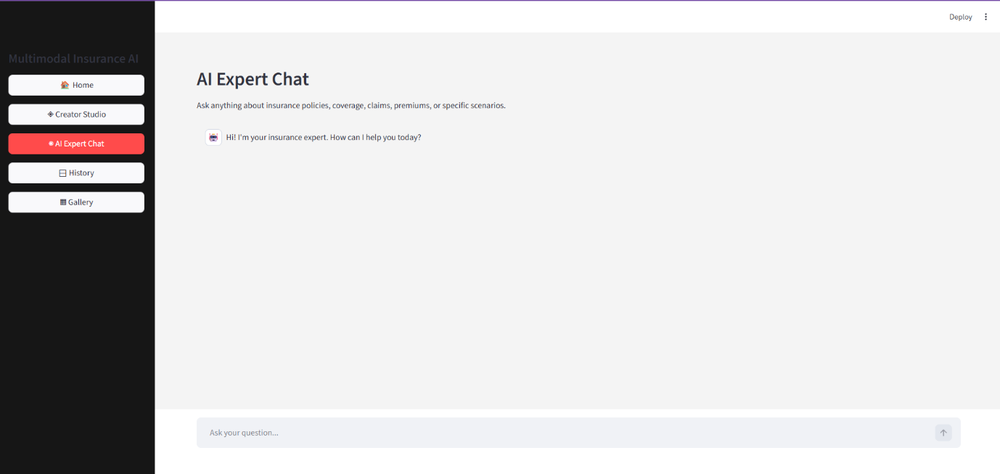 Deploy
Multimodal Insurance AI
Home
Creator Studio
AI Expert Chat
History
Gallery
AI Expert Chat
Ask anything about insurance policies, coverage, claims, premiums, or specific scenarios.
Hi! I'm your insurance expert. How can I help you today?
Ask your question...